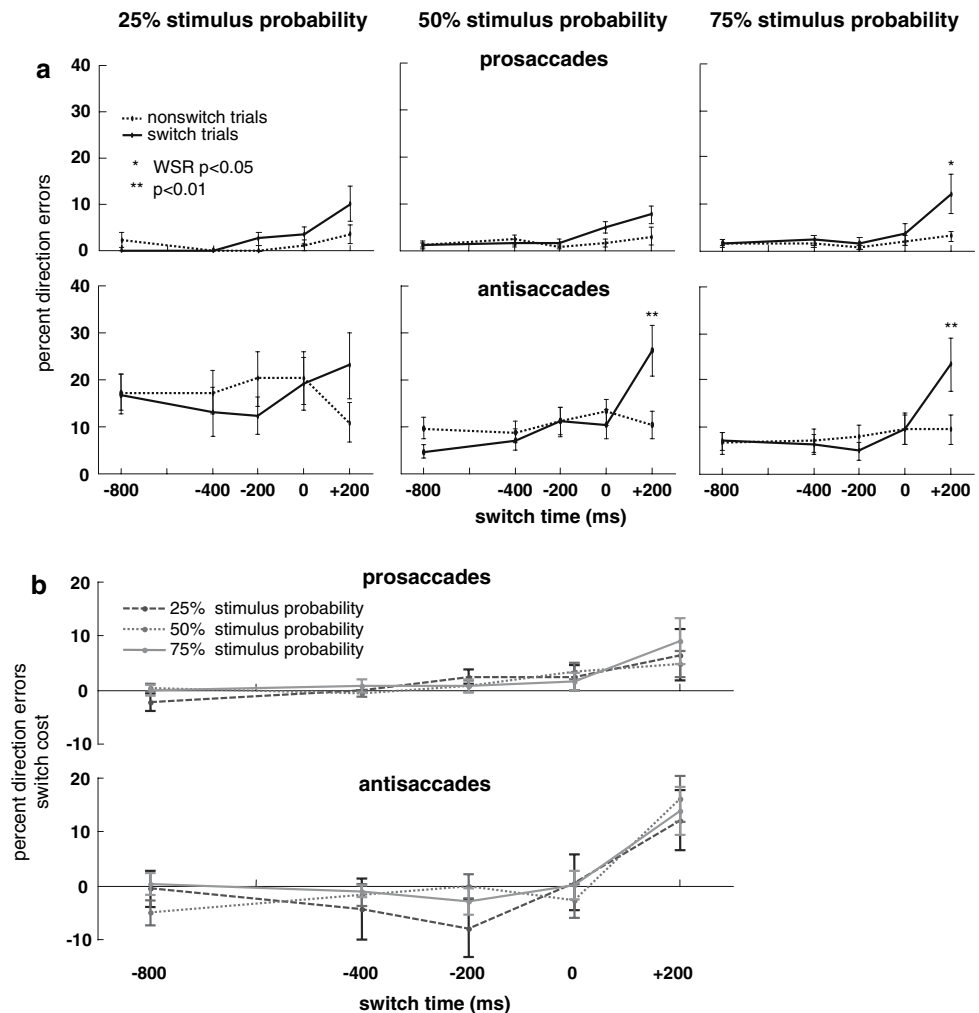 25% stimulus probability 50% stimulus probability 75% stimulus probability
a
prosaccades
40
30
20
10
0
nonswitch trials
switch trials
* WSR p<0.05
** p<0.01
*
percent direction errors
antisaccades
40
30
20
10
0
**
**
-800 -400 -200 0 +200
-800 -400 -200 0 +200
-800 -400 -200 0 +200
switch time (ms)
b
prosaccades
20
10
0
-10
25% stimulus probability
50% stimulus probability
75% stimulus probability
percent direction errors
switch cost
antisaccades
20
10
0
-10
-800 -400 -200 0 +200
switch time (ms)